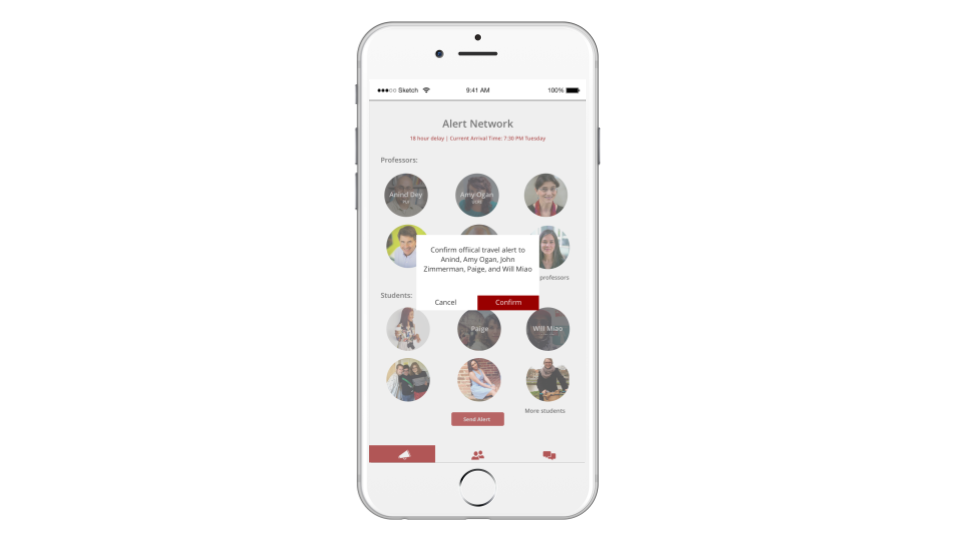 Sketch
9:41 AM
100%
Alert Network
18 hour delay | Current Arrival Time: 7:30 PM Tuesday
Professors:
Anind Dey
Amy Ogan
Confirm offiical travel alert to
Anind, Amy Ogan, John
Zimmerman, Paige, and Will Miao
Cancel
Confirm
professors
Students:
Paige
Will Miao
More students
Send Alert